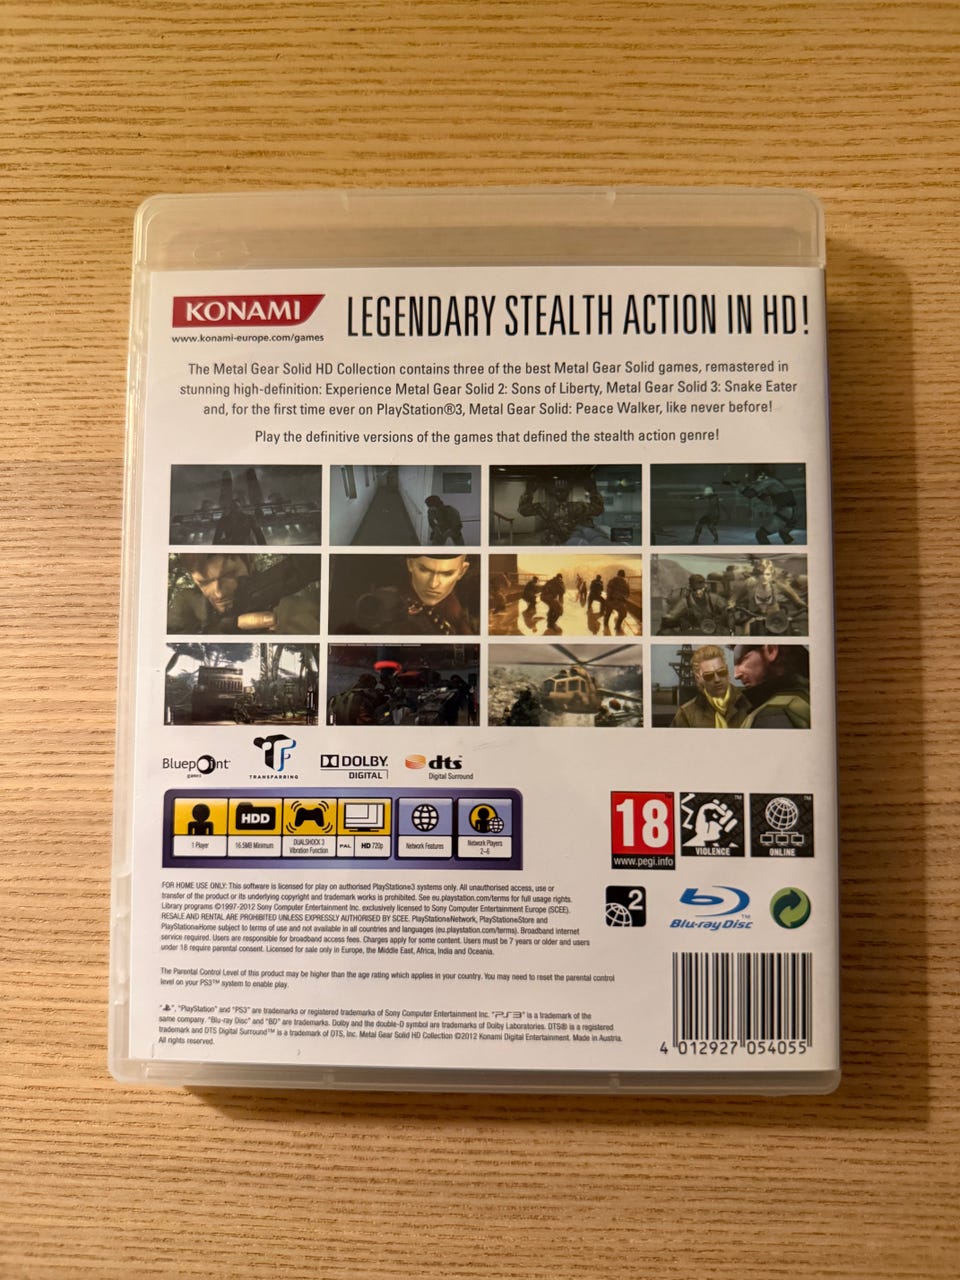 KONAMI
www.konami-europe.com/games
LEGENDARY STEALTH ACTION IN HD!
The Metal Gear Solid HD Collection contains three of the best Metal Gear Solid games, remastered in
stunning high-definition: Experience Metal Gear Solid 2: Sons of Liberty, Metal Gear Solid 3: Snake Eater
and, for the first time ever on PlayStation®3, Metal Gear Solid: Peace Walker, like never before!
Play the definitive versions of the games that defined the stealth action genre!
Bluepoint
games
TRANSFARRING
DOLBY
DIGITAL
dts
Digital Surround
1 Player
HDD
16.5MB Minimum
DUALSHOCK 3
Vibration Function
PAL
HD 720p
Network Features
Network Players
2-6
18
www.pegi.info
VIOLENCE
ONLINE
2
Blu-ray Disc
FOR HOME USE ONLY: This software is licensed for play on authorised PlayStation®3 systems only. All unauthorised access, use or
transfer of the product or its underlying copyright and trademark works is prohibited. See eu.playstation.com/terms for full usage rights.
Library programs ©1997-2012 Sony Computer Entertainment Inc. exclusively licensed to Sony Computer Entertainment Europe (SCEE).
RESALE AND RENTAL ARE PROHIBITED UNLESS EXPRESSLY AUTHORISED BY SCEE. PlayStation®Network, PlayStation®Store and
PlayStation®Home subject to terms of use and not available in all countries and languages (eu.playstation.com/terms). Broadband internet
service required. Users are responsible for broadband access fees. Charges apply for some content. Users must be 7 years or older and users
under 18 require parental consent. Licensed for sale only in Europe, the Middle East, Africa, India and Oceania.
The Parental Control Level of this product may be higher than the age rating which applies in your country. You may need to reset the parental control
level on your PS3™ system to enable play.
"PlayStation" and "PS3" are trademarks or registered trademarks of Sony Computer Entertainment Inc. "PS3" is a trademark of the
same company. "Blu-ray Disc" and "BD" are trademarks. Dolby and the double-D symbol are trademarks of Dolby Laboratories. DTS® is a registered
trademark and DTS Digital Surround™ is a trademark of DTS, Inc. Metal Gear Solid HD Collection ©2012 Konami Digital Entertainment. Made in Austria.
All rights reserved.
4 012927 054055